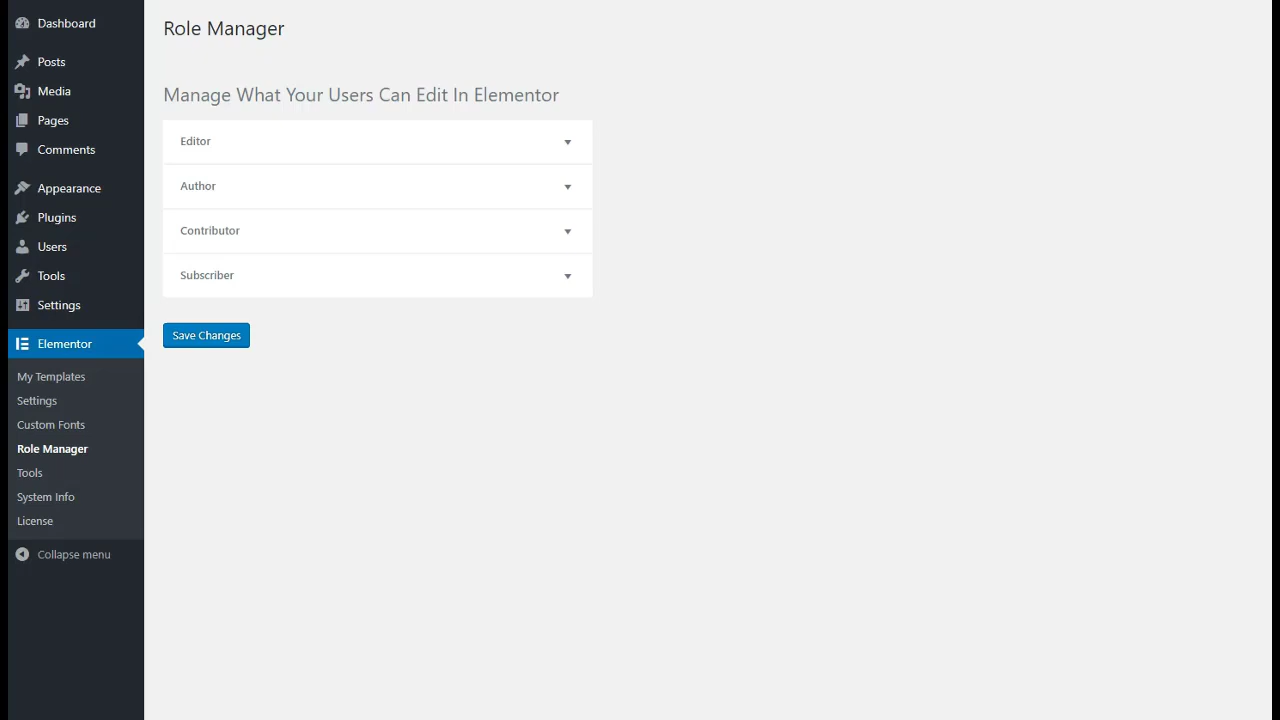 Dashboard
Posts
Media
Pages
Comments
Appearance
Plugins
Users
Tools
Settings
Elementor
My Templates
Settings
Custom Fonts
Role Manager
Tools
System Info
License
Collapse menu
Role Manager
Manage What Your Users Can Edit In Elementor
Editor
Author
Contributor
Subscriber
Save Changes